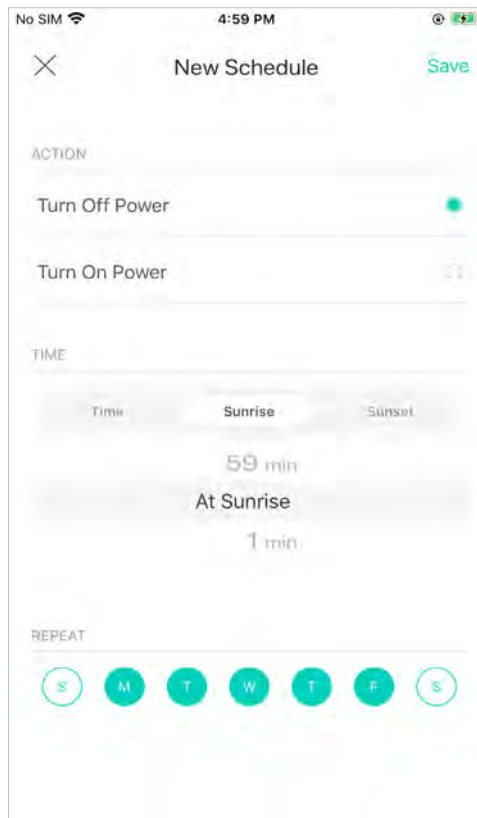 No SIM 4:59 PM
New Schedule Save
ACTION
Turn Off Power
Turn On Power
TIME
Time Sunrise Sunset
59 min
At Sunrise
1 min
REPEAT
S M T W T F S